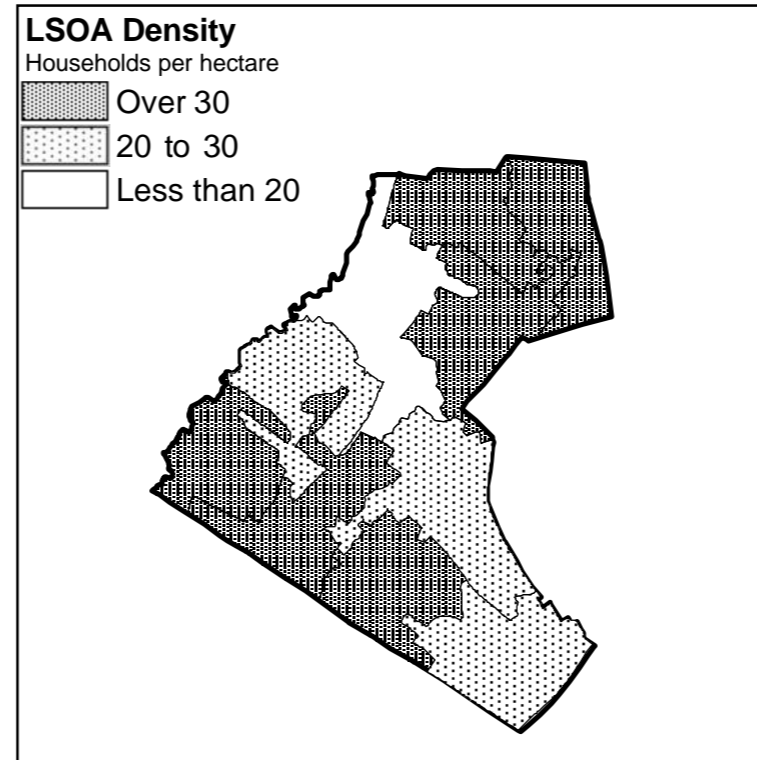 LSOA Density
Households per hectare
Over 30
20 to 30
Less than 20